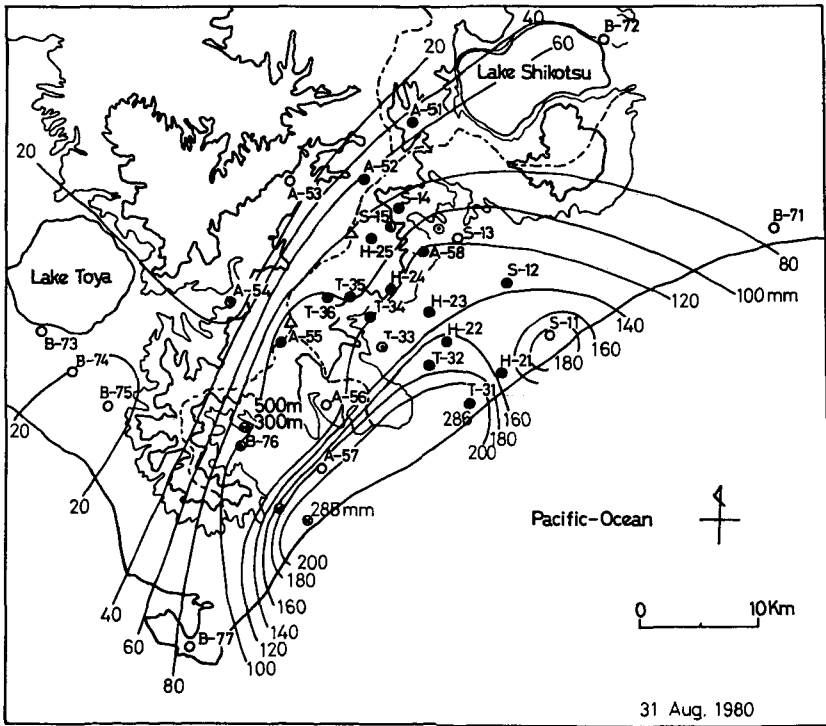 40
B-72
20
60
Lake Shikotsu
A-51
20
A-52
A-53
S-14
S-15
S-13
B-71
H-25
A-58
80
Lake Toya
A-54
T-35
H-24
S-12
100mm
T-36
T-34
120
H-23
140
B-73
A-55
T-33
H-22
S-11
B-74
T-32
H-21
180
160
B-75
A-56
T-31
500m
300m
286
160
20
B-76
180
200
A-57
20
285mm
Pacific-Ocean
200
180
40
160
0
10Km
60
140
B-77
120
80
100
31 Aug. 1980